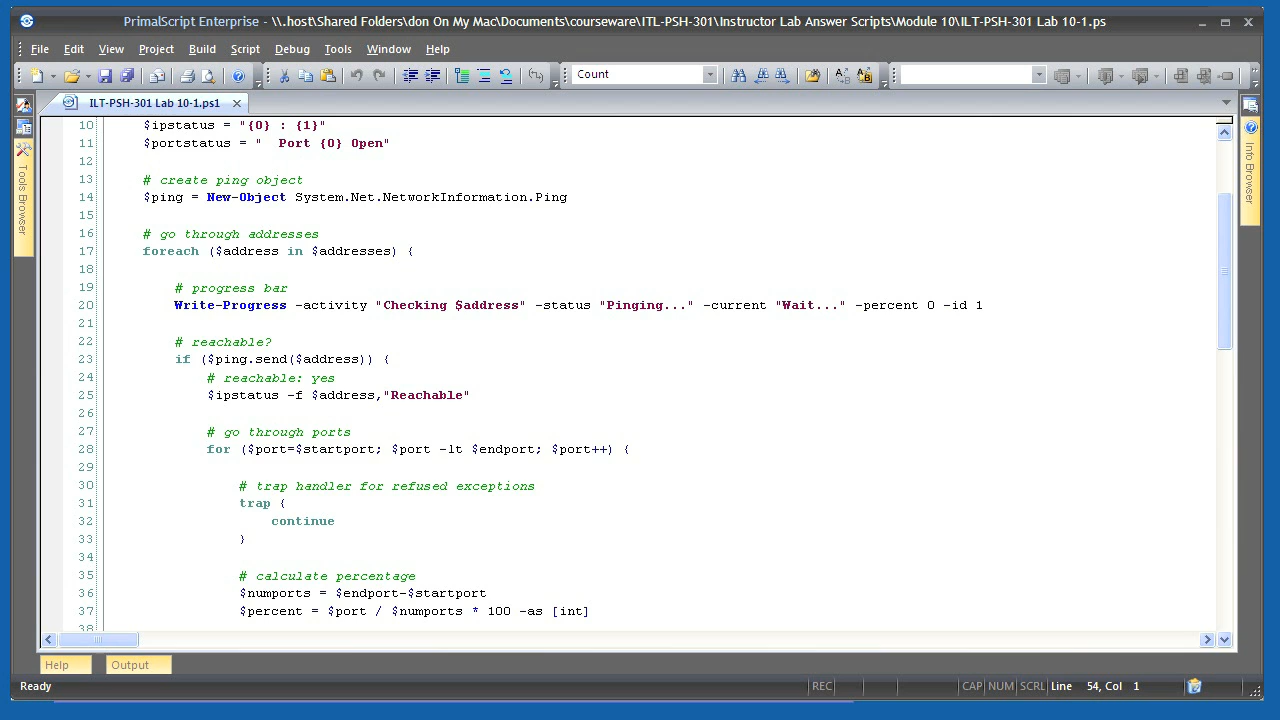 PrimalScript Enterprise - \\.host\Shared Folders\don On My Mac\Documents\courseware\ITL-PSH-301\Instructor Lab Answer Scripts\Module 10\ILT-PSH-301 Lab 10-1.ps
File Edit View Project Build Script Debug Tools Window Help
Count
ILT-PSH-301 Lab 10-1.ps1
Tools Browser
Info Browser
10 $ipstatus = "{0} : {1}"
11 $portstatus = "  Port {0} Open"
12
13 # create ping object
14 $ping = New-Object System.Net.NetworkInformation.Ping
15
16 # go through addresses
17 foreach ($address in $addresses) {
18
19 # progress bar
20 Write-Progress -activity "Checking $address" -status "Pinging..." -current "Wait..." -percent 0 -id 1
21
22 # reachable?
23 if ($ping.send($address)) {
24 # reachable: yes
25 $ipstatus -f $address,"Reachable"
26
27 # go through ports
28 for ($port=$startport; $port -lt $endport; $port++) {
29
30 # trap handler for refused exceptions
31 trap {
32 continue
33 }
34
35 # calculate percentage
36 $numports = $endport-$startport
37 $percent = $port / $numports * 100 -as [int]
38
Help Output
Ready REC CAP NUM SCRL Line 54, Col 1